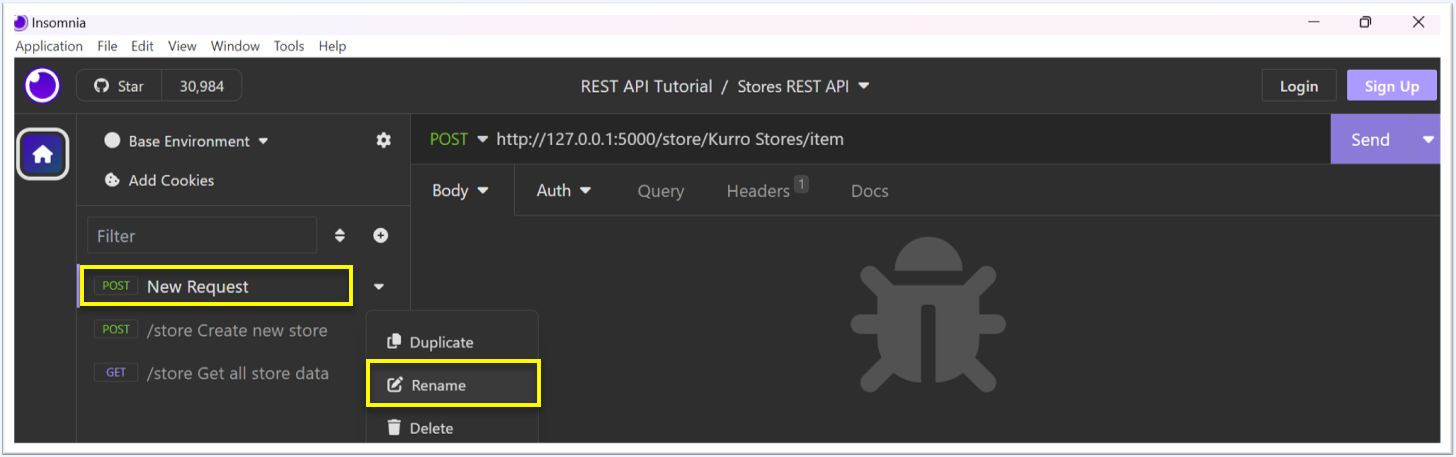 Insomnia
Application File Edit View Window Tools Help
Star 30,984 REST API Tutorial / Stores REST API Login Sign Up
Base Environment POST http://127.0.0.1:5000/store/Kurro Stores/item Send
Add Cookies Body Auth Query Headers 1 Docs
Filter
POST New Request
POST /store Create new store
Duplicate
GET /store Get all store data
Rename
Delete